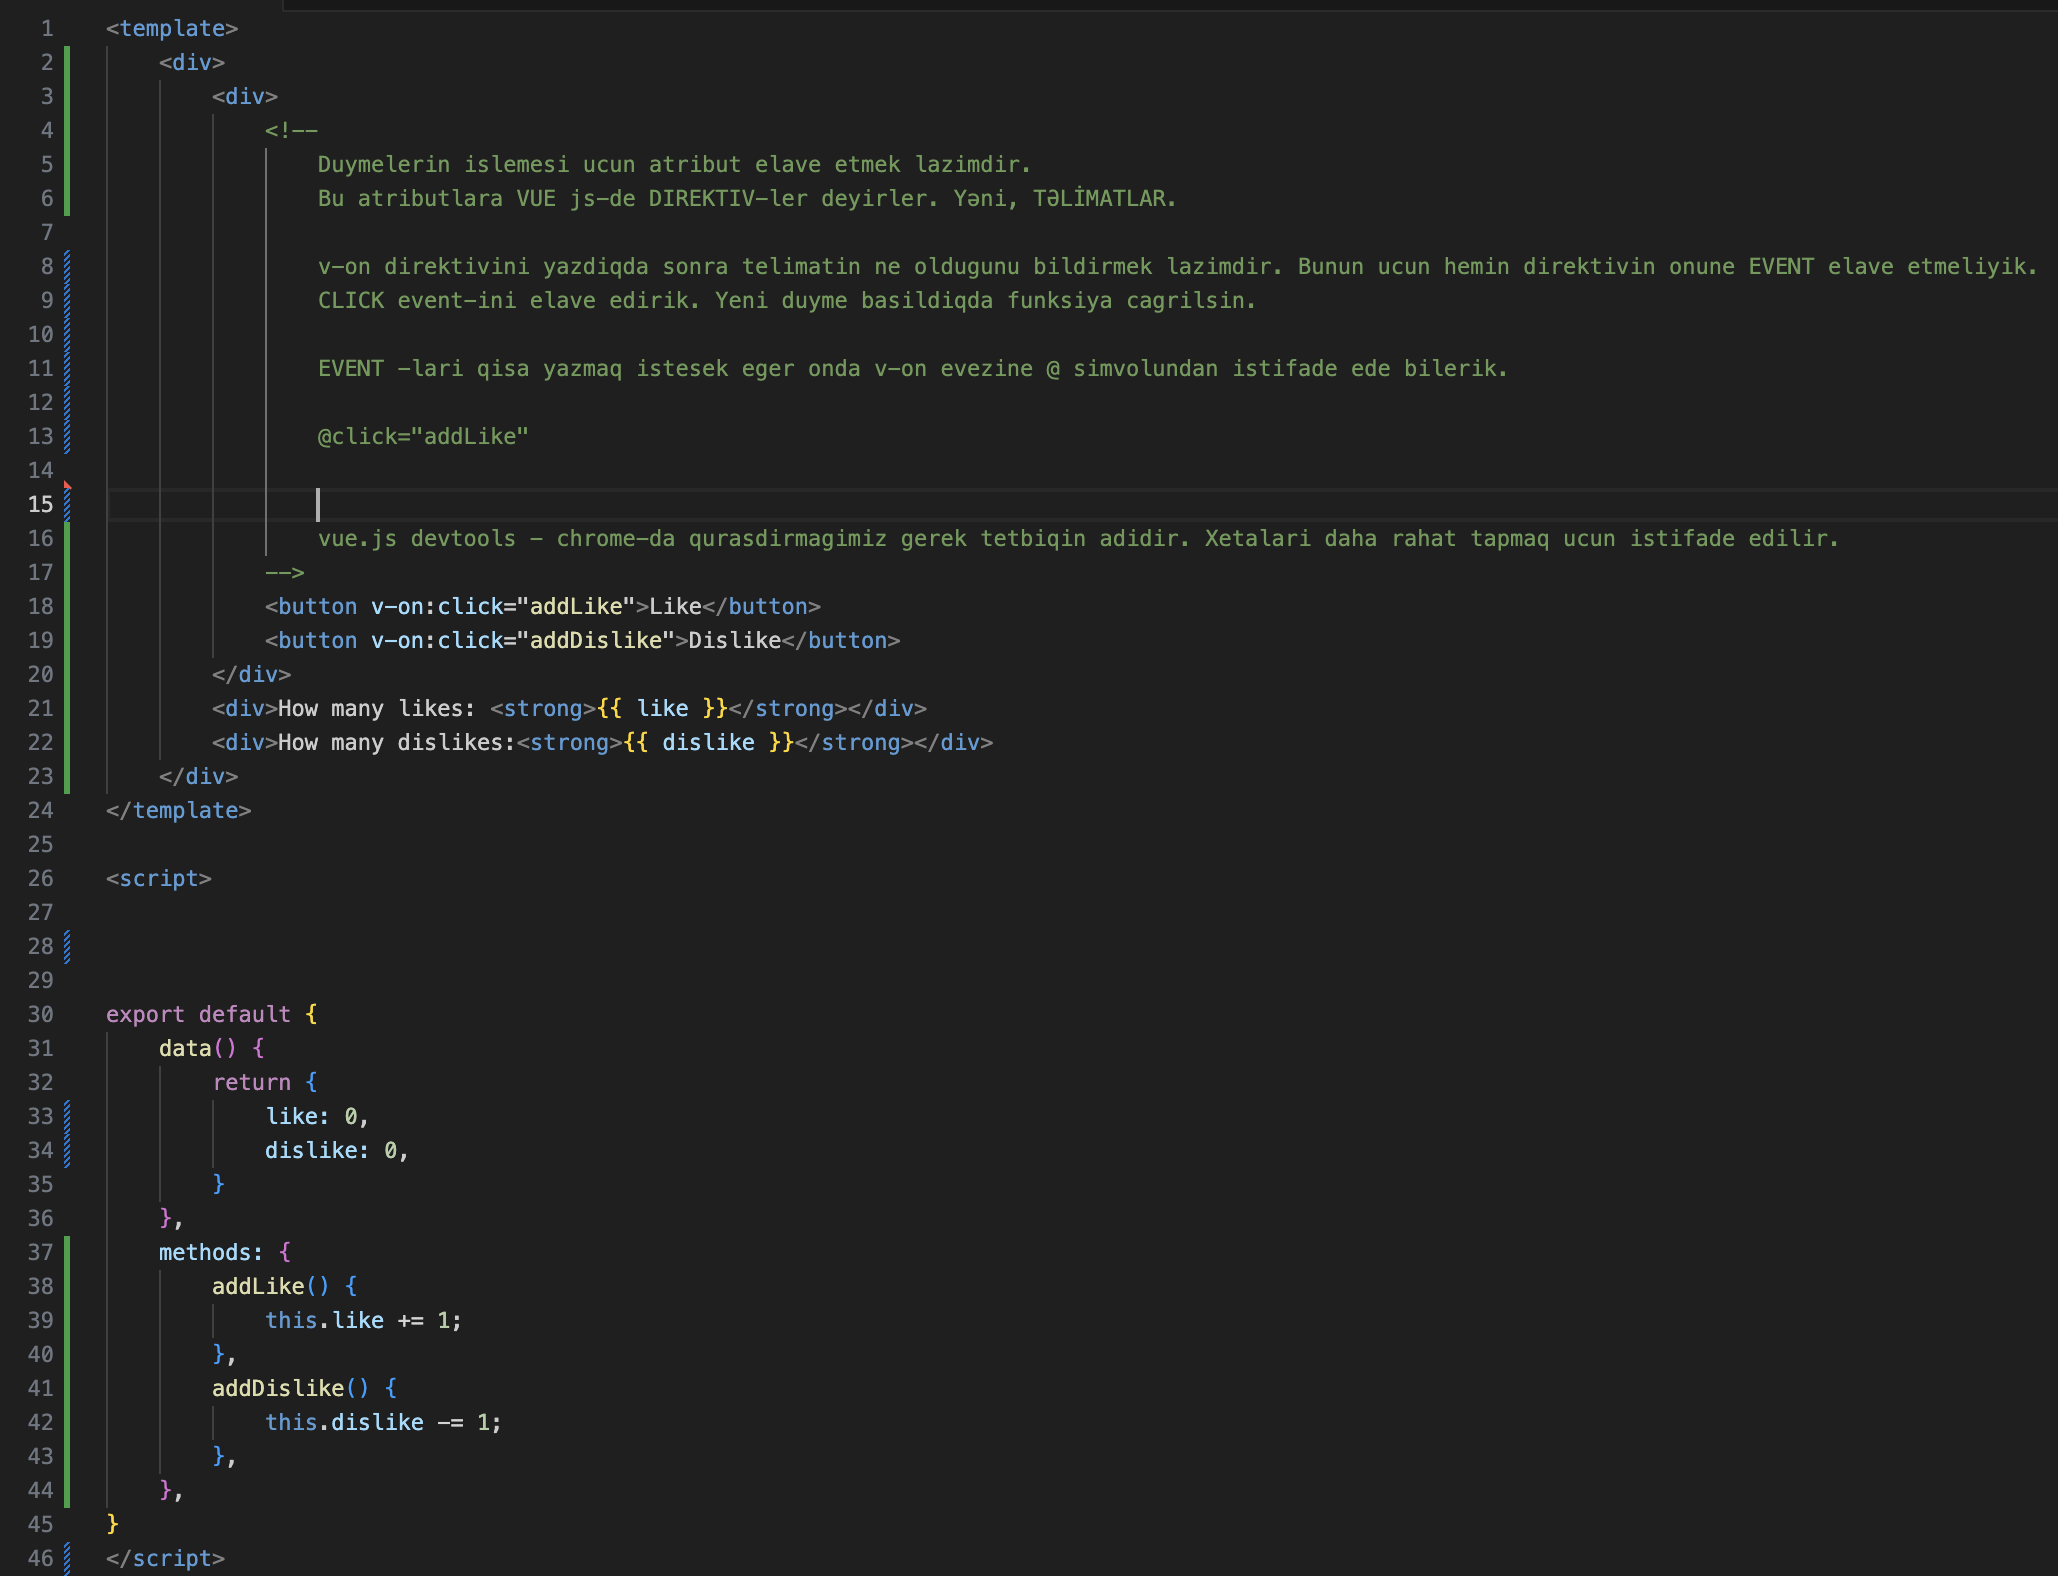 1 <template>
2 <div>
3 <div>
4 <!--
5 Duymelerin islemesi ucun atribut elave etmek lazimdir.
6 Bu atributlara VUE js-de DIREKTIV-ler deyirler. Yəni, TƏLİMATLAR.
7
8 v-on direktivini yazdiqda sonra telimatin ne oldugunu bildirmek lazimdir. Bunun ucun hemin direktivin onune EVENT elave etmeliyik.
9 CLICK event-ini elave edirik. Yeni duyme basildiqda funksiya cagrilsin.
10
11 EVENT -lari qisa yazmaq istesek eger onda v-on evezine @ simvolundan istifade ede bilerik.
12
13 @click="addLike"
14
15
16 vue.js devtools - chrome-da qurasdirmagimiz gerek tetbiqin adidir. Xetalari daha rahat tapmaq ucun istifade edilir.
17 -->
18 <button v-on:click="addLike">Like</button>
19 <button v-on:click="addDislike">Dislike</button>
20 </div>
21 <div>How many likes: <strong>{{ like }}</strong></div>
22 <div>How many dislikes:<strong>{{ dislike }}</strong></div>
23 </div>
24 </template>
25
26 <script>
27
28
29
30 export default {
31 data() {
32 return {
33 like: 0,
34 dislike: 0,
35 }
36 },
37 methods: {
38 addLike() {
39 this.like += 1;
40 },
41 addDislike() {
42 this.dislike -= 1;
43 },
44 },
45 }
46 </script>